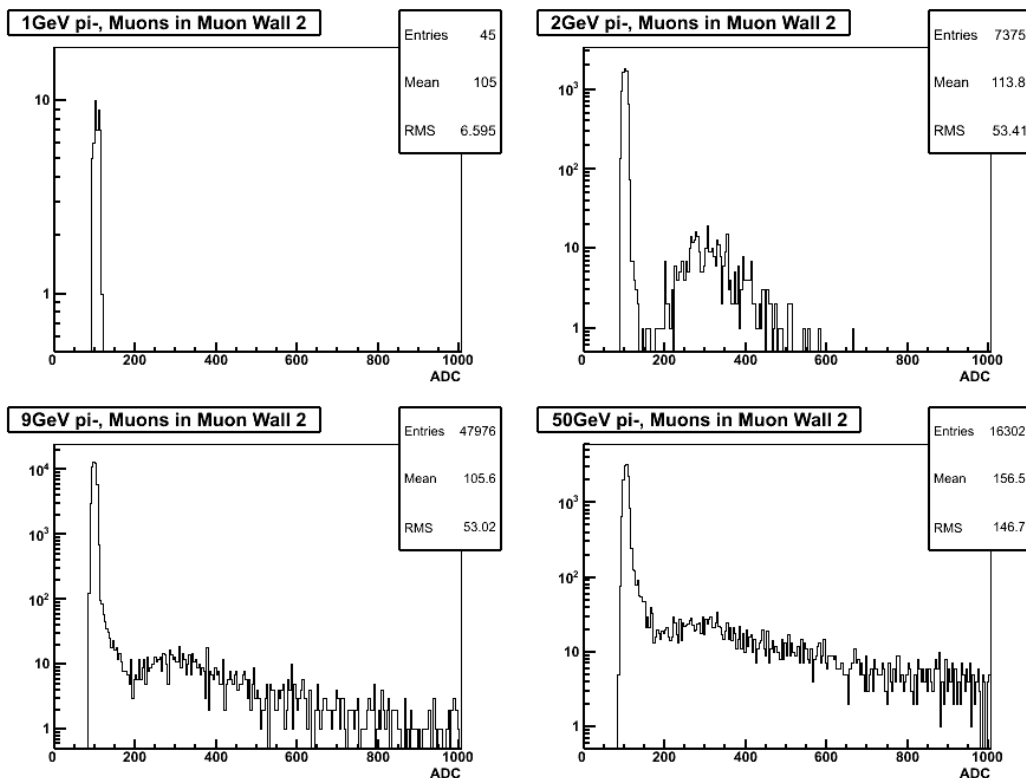 1GeV pi-, Muons in Muon Wall 2
Entries 45
Mean 105
RMS 6.595
10
1
0 200 400 600 800 1000
ADC
2GeV pi-, Muons in Muon Wall 2
Entries 7375
Mean 113.8
RMS 53.41
10³
10²
10
1
0 200 400 600 800 1000
ADC
9GeV pi-, Muons in Muon Wall 2
Entries 47976
Mean 105.6
RMS 53.02
10⁴
10³
10²
10
1
0 200 400 600 800 1000
ADC
50GeV pi-, Muons in Muon Wall 2
Entries 16302
Mean 156.5
RMS 146.7
10³
10²
10
1
0 200 400 600 800 1000
ADC